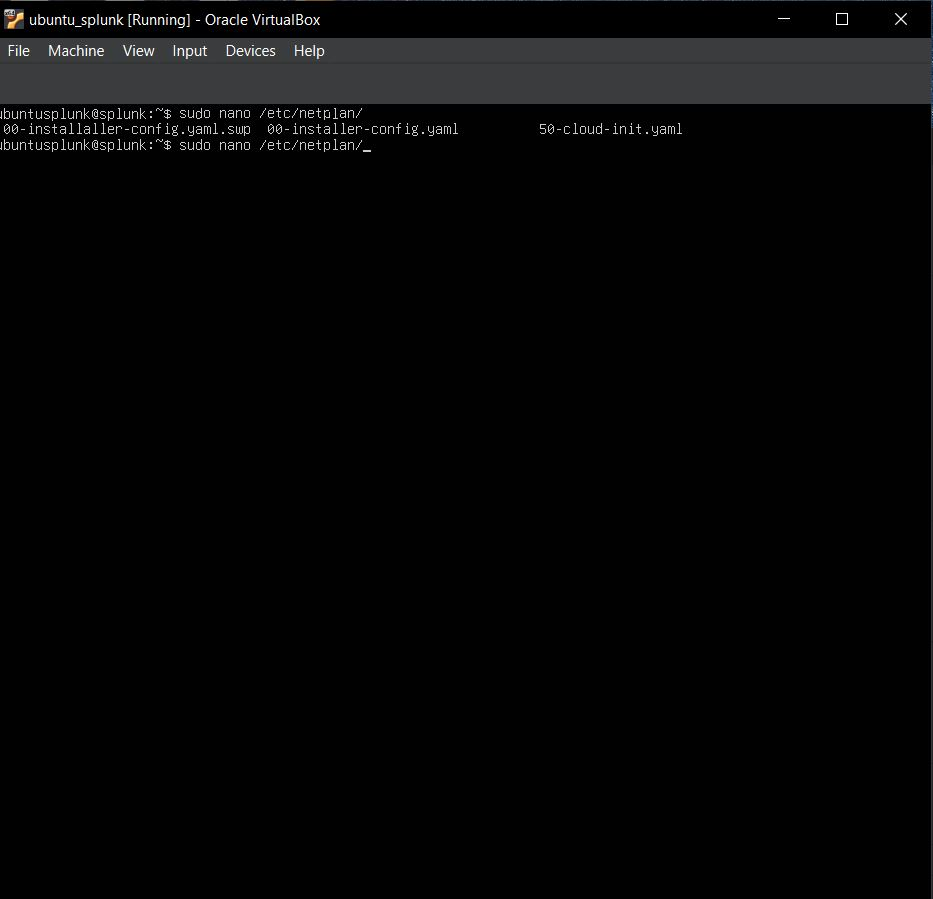 ubuntu_splunk [Running] - Oracle VirtualBox
File Machine View Input Devices Help
ubuntusplunk@splunk:~$ sudo nano /etc/netplan/
00-installaller-config.yaml.swp 00-installer-config.yaml 50-cloud-init.yaml
ubuntusplunk@splunk:~$ sudo nano /etc/netplan/_